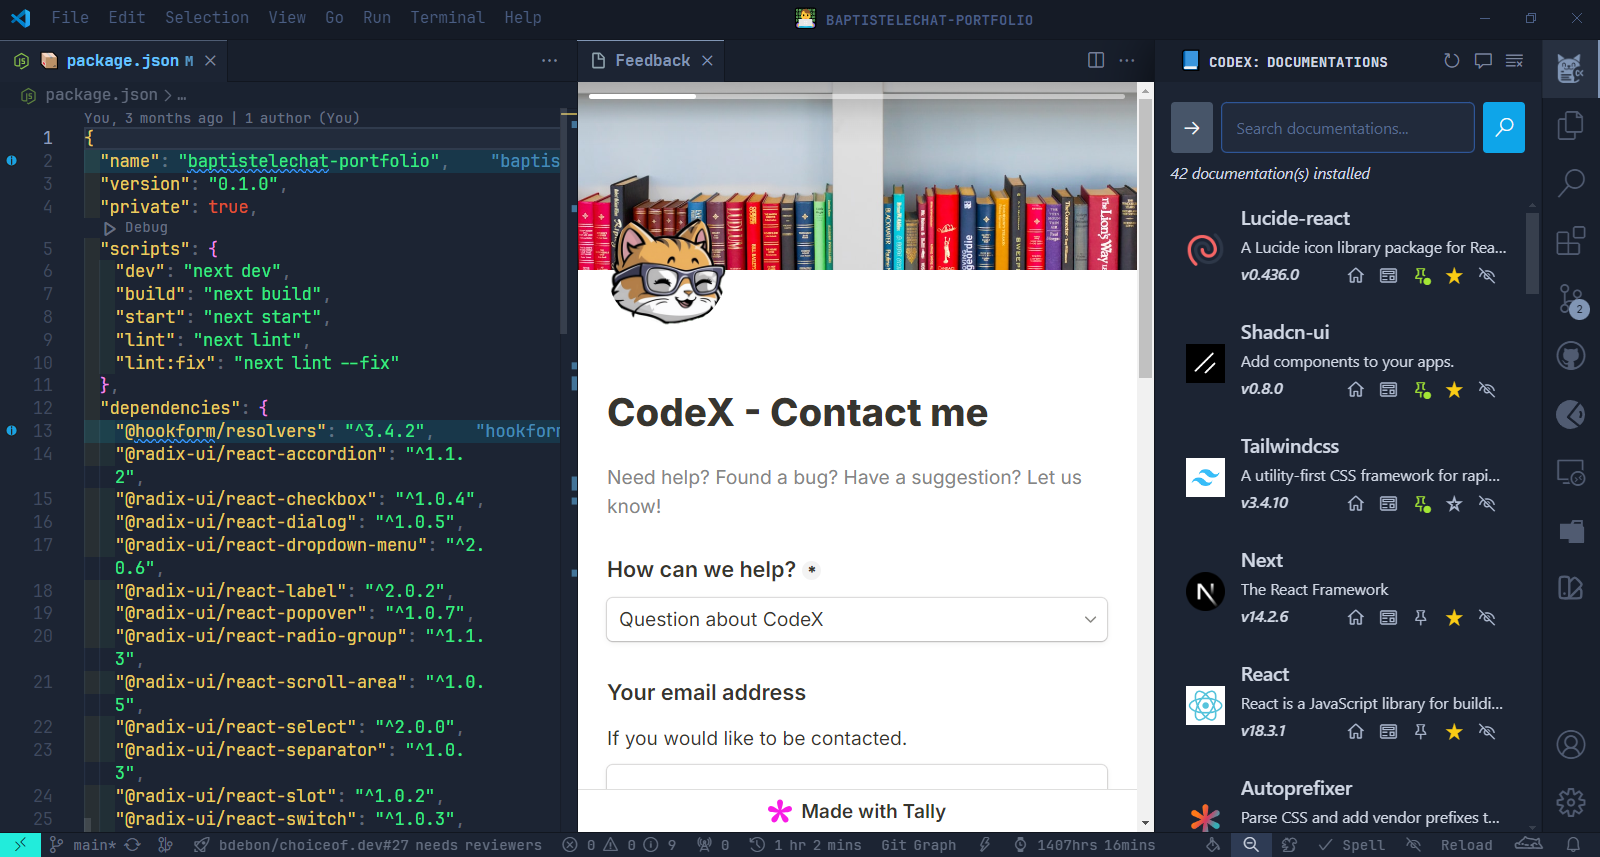 File Edit Selection View Go Run Terminal Help
BAPTISTELECHAT-PORTFOLIO
package.json M
package.json > …
You, 3 months ago | 1 author (You)
1 {
2 "name": "baptistelechat-portfolio", "baptis
3 "version": "0.1.0",
4 "private": true,
Debug
5 "scripts": {
6 "dev": "next dev",
7 "build": "next build",
8 "start": "next start",
9 "lint": "next lint",
10 "lint:fix": "next lint --fix"
11 },
12 "dependencies": {
13 "@hookform/resolvers": "^3.4.2", "hookforn
14 "@radix-ui/react-accordion": "^1.1.
2",
15 "@radix-ui/react-checkbox": "^1.0.4",
16 "@radix-ui/react-dialog": "^1.0.5",
17 "@radix-ui/react-dropdown-menu": "^2.
0.6",
18 "@radix-ui/react-label": "^2.0.2",
19 "@radix-ui/react-popover": "^1.0.7",
20 "@radix-ui/react-radio-group": "^1.1.
3",
21 "@radix-ui/react-scroll-area": "^1.0.
5",
22 "@radix-ui/react-select": "^2.0.0",
23 "@radix-ui/react-separator": "^1.0.
3",
24 "@radix-ui/react-slot": "^1.0.2",
25 "@radix-ui/react-switch": "^1.0.3",
Feedback
The Lion's Way
CodeX - Contact me
Need help? Found a bug? Have a suggestion? Let us
know!
How can we help? *
Question about CodeX
Your email address
If you would like to be contacted.
Made with Tally
CODEX: DOCUMENTATIONS
Search documentations...
42 documentation(s) installed
Lucide-react
A Lucide icon library package for Rea...
v0.436.0
Shadcn-ui
Add components to your apps.
v0.8.0
Tailwindcss
A utility-first CSS framework for rapi...
v3.4.10
Next
The React Framework
v14.2.6
React
React is a JavaScript library for buildi...
v18.3.1
Autoprefixer
Parse CSS and add vendor prefixes t...
2
main* bdebon/choiceof.dev#27 needs reviewers 0 0 9 0 1 hr 2 mins Git Graph 1407hrs 16mins Spell Reload